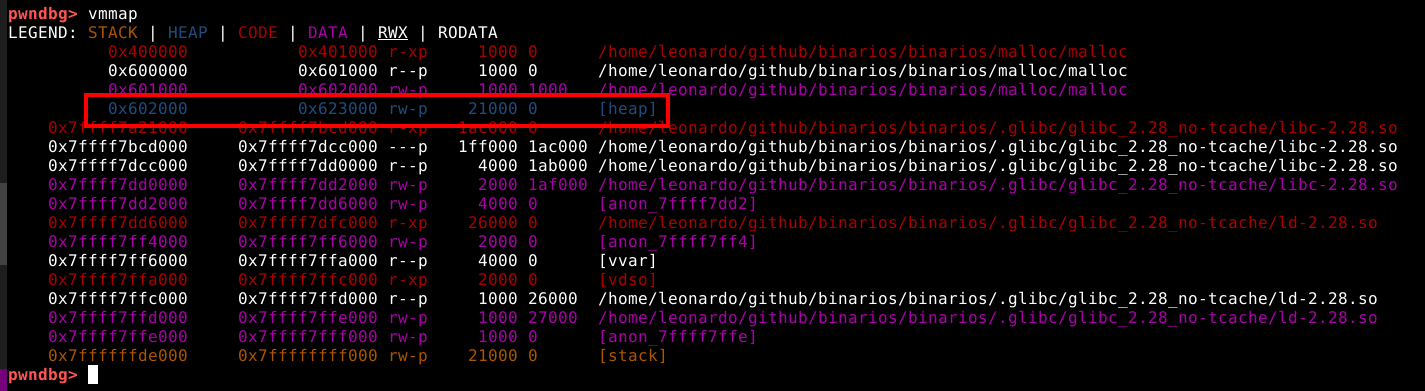 pwndbg> vmmap
LEGEND: STACK | HEAP | CODE | DATA | RWX | RODATA
0x400000 0x401000 r-xp 1000 0 /home/leonardo/github/binarios/binarios/malloc/malloc
0x600000 0x601000 r--p 1000 0 /home/leonardo/github/binarios/binarios/malloc/malloc
0x601000 0x602000 rw-p 1000 1000 /home/leonardo/github/binarios/binarios/malloc/malloc
0x602000 0x623000 rw-p 21000 0 [heap]
0x7ffff7a21000 0x7ffff7bcd000 r-xp 1ac000 0 /home/leonardo/github/binarios/binarios/.glibc/glibc_2.28_no-tcache/libc-2.28.so
0x7ffff7bcd000 0x7ffff7dcc000 ---p 1ff000 1ac000 /home/leonardo/github/binarios/binarios/.glibc/glibc_2.28_no-tcache/libc-2.28.so
0x7ffff7dcc000 0x7ffff7dd0000 r--p 4000 1ab000 /home/leonardo/github/binarios/binarios/.glibc/glibc_2.28_no-tcache/libc-2.28.so
0x7ffff7dd0000 0x7ffff7dd2000 rw-p 2000 1af000 /home/leonardo/github/binarios/binarios/.glibc/glibc_2.28_no-tcache/libc-2.28.so
0x7ffff7dd2000 0x7ffff7dd6000 rw-p 4000 0 [anon_7ffff7dd2]
0x7ffff7dd6000 0x7ffff7dfc000 r-xp 26000 0 /home/leonardo/github/binarios/binarios/.glibc/glibc_2.28_no-tcache/ld-2.28.so
0x7ffff7ff4000 0x7ffff7ff6000 rw-p 2000 0 [anon_7ffff7ff4]
0x7ffff7ff6000 0x7ffff7ffa000 r--p 4000 0 [vvar]
0x7ffff7ffa000 0x7ffff7ffc000 r-xp 2000 0 [vdso]
0x7ffff7ffc000 0x7ffff7ffd000 r--p 1000 26000 /home/leonardo/github/binarios/binarios/.glibc/glibc_2.28_no-tcache/ld-2.28.so
0x7ffff7ffd000 0x7ffff7ffe000 rw-p 1000 27000 /home/leonardo/github/binarios/binarios/.glibc/glibc_2.28_no-tcache/ld-2.28.so
0x7ffff7ffe000 0x7ffff7fff000 rw-p 1000 0 [anon_7ffff7ffe]
0x7ffffffde000 0x7ffffffff000 rw-p 21000 0 [stack]
pwndbg>